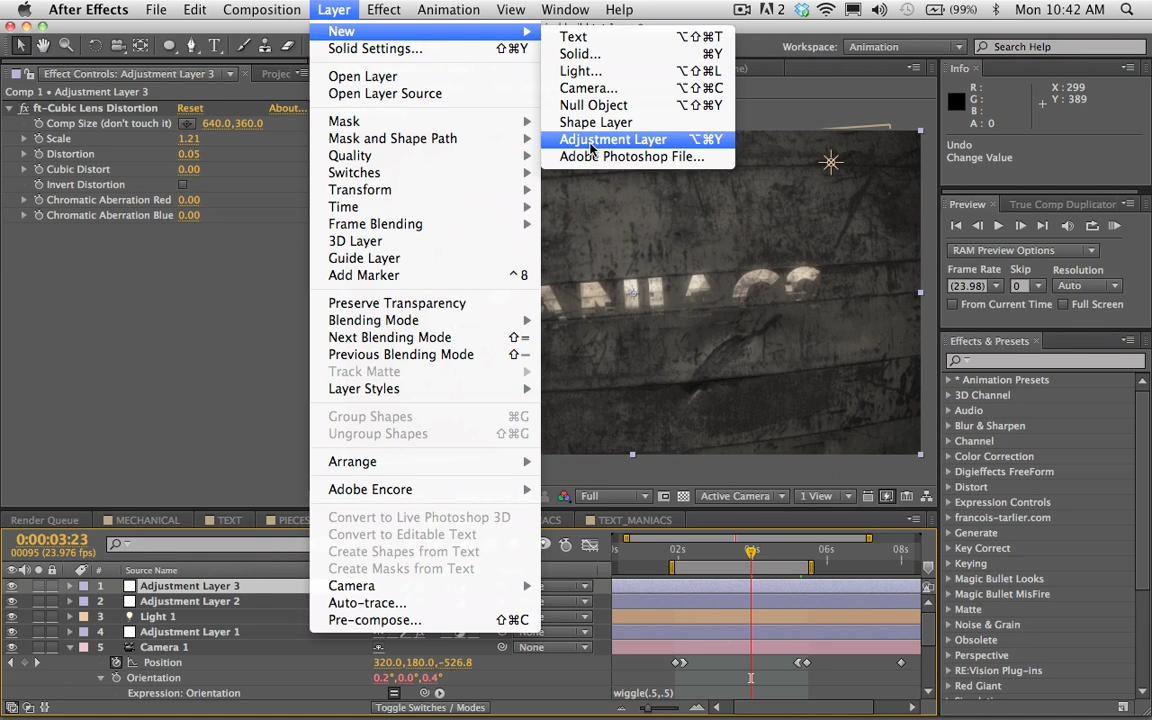 After Effects File Edit Composition Layer Effect Animation View Window Help 1 (99%) Mon 10:42 AM
Workspace: Animation Search Help
Effect Controls: Adjustment Layer 3 Projec
Comp 1 • Adjustment Layer 3
ft-Cubic Lens Distortion Reset About...
Comp Size (don't touch it) 640.0,360.0
Scale 1.21
Distortion 0.05
Cubic Distort 0.00
Invert Distortion
Chromatic Aberration Red 0.00
Chromatic Aberration Blue 0.00
New
Solid Settings... ⇧⌘Y
Open Layer
Open Layer Source
Mask
Mask and Shape Path
Quality
Switches
Transform
Time
Frame Blending
3D Layer
Guide Layer
Add Marker ⌃8
Preserve Transparency
Blending Mode
Next Blending Mode ⇧=
Previous Blending Mode ⇧–
Track Matte
Layer Styles
Group Shapes ⌘G
Ungroup Shapes ⇧⌘G
Arrange
Adobe Encore
Convert to Live Photoshop 3D
Convert to Editable Text
Create Shapes from Text
Create Masks from Text
Camera
Auto-trace...
Pre-compose... ⇧⌘C
Text ⌥⇧⌘T
Solid... ⌘Y
Light... ⌥⇧⌘L
Camera... ⌥⇧⌘C
Null Object ⌥⇧⌘Y
Shape Layer
Adjustment Layer ⌥⌘Y
Adobe Photoshop File...
ANIACS
Full Active Camera 1 View
Info
R:
G:
B:
A: 0
X: 299
Y: 389
Undo
Change Value
Preview True Comp Duplicator
RAM Preview Options
Frame Rate Skip Resolution
(23.98) 0 Auto
From Current Time Full Screen
Effects & Presets
* Animation Presets
3D Channel
Audio
Blur & Sharpen
Channel
Color Correction
Digieffects FreeForm
Distort
Expression Controls
francois-tarlier.com
Generate
Key Correct
Keying
Magic Bullet Looks
Magic Bullet MisFire
Matte
Noise & Grain
Obsolete
Perspective
RE:Vision Plug-ins
Red Giant
Render Queue MECHANICAL TEXT PIECES ACS TEXT_MANIACS
0:00:03:23
00095 (23.976 fps)
# Source Name
02s 06s 08s
1 Adjustment Layer 3
2 Adjustment Layer 2
3 Light 1
4 Adjustment Layer 1 None
5 Camera 1 None
Position 320.0,180.0,-526.8
Orientation 0.2°,0.0°,0.4°
Expression: Orientation wiggle(.5,.5)
Toggle Switches / Modes